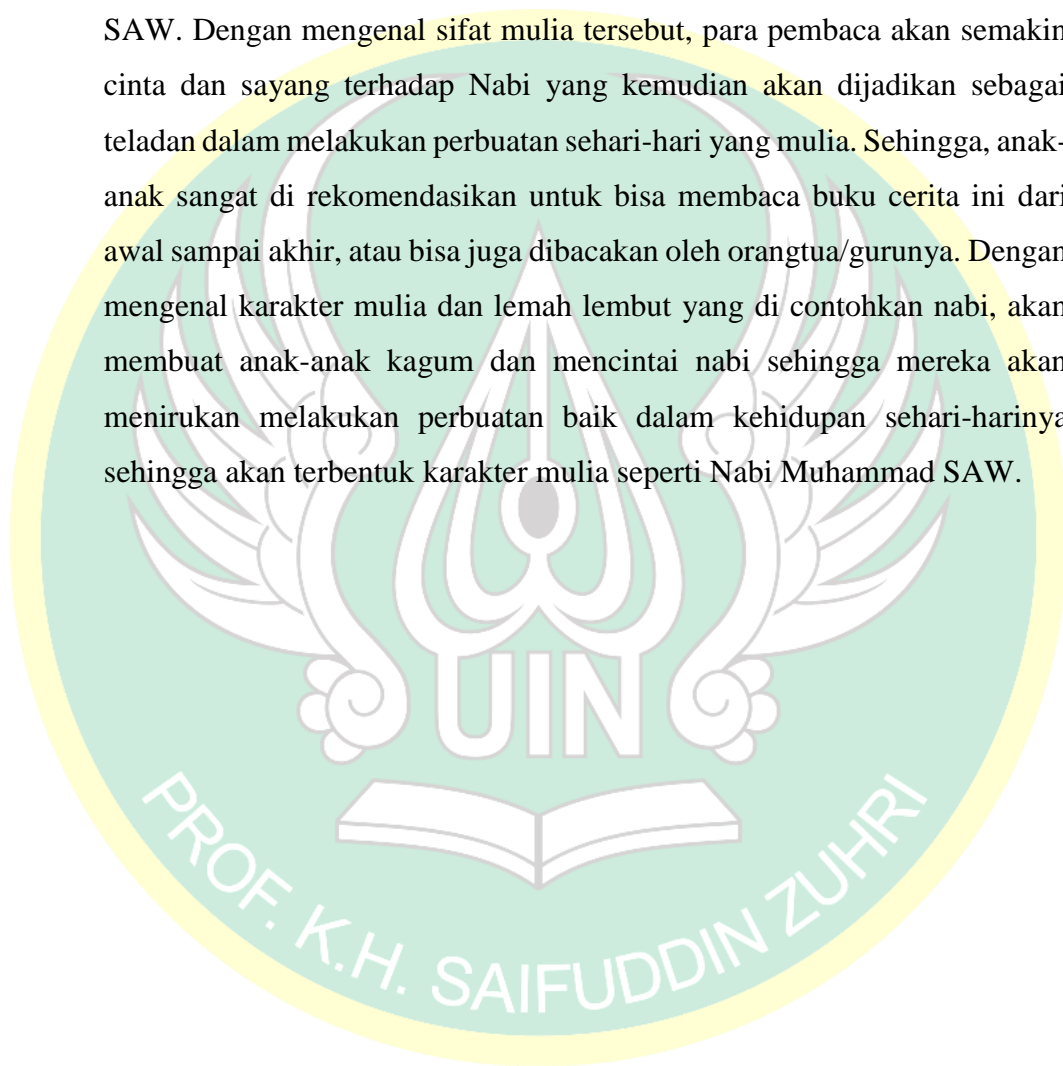 SAW. Dengan mengenal sifat mulia tersebut, para pembaca akan semakin
cinta dan sayang terhadap Nabi yang kemudian akan dijadikan sebagai
teladan dalam melakukan perbuatan sehari-hari yang mulia. Sehingga, anak-
anak sangat di rekomendasikan untuk bisa membaca buku cerita ini dari
awal sampai akhir, atau bisa juga dibacakan oleh orangtua/gurunya. Dengan
mengenal karakter mulia dan lemah lembut yang di contohkan nabi, akan
membuat anak-anak kagum dan mencintai nabi sehingga mereka akan
menirukan melakukan perbuatan baik dalam kehidupan sehari-harinya
sehingga akan terbentuk karakter mulia seperti Nabi Muhammad SAW.
UIN
PROF. K.H. SAIFUDDIN ZUHRI